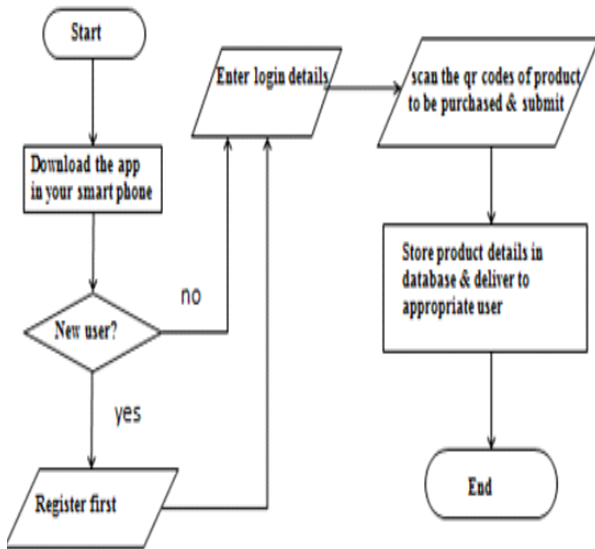 Start
Download the app
in your smart phone
New user?
no
yes
Register first
Enter login details
scan the qr codes of product
to be purchased & submit
Store product details in
database & deliver to
appropriate user
End